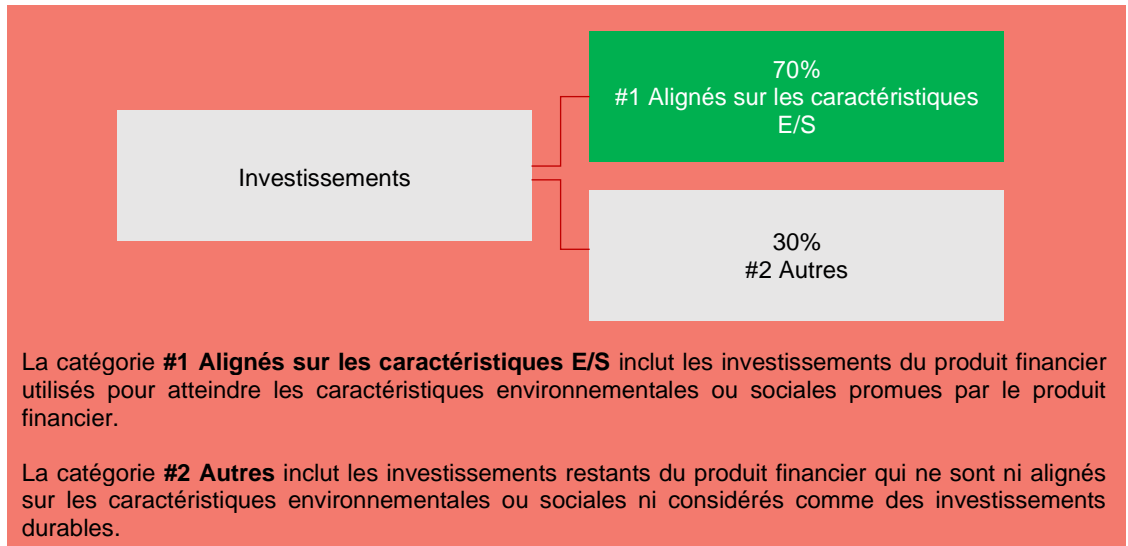 70%
#1 Alignés sur les caractéristiques
E/S
Investissements
30%
#2 Autres
La catégorie #1 Alignés sur les caractéristiques E/S inclut les investissements du produit financier
utilisés pour atteindre les caractéristiques environnementales ou sociales promues par le produit
financier.
La catégorie #2 Autres inclut les investissements restants du produit financier qui ne sont ni alignés
sur les caractéristiques environnementales ou sociales ni considérés comme des investissements
durables.